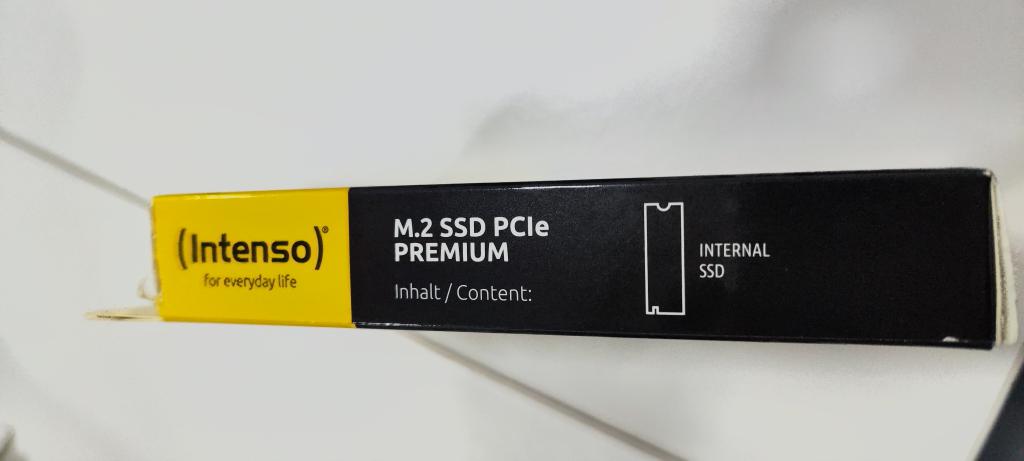 (Intenso)®
for everyday life
M.2 SSD PCIe
PREMIUM
Inhalt / Content:
INTERNAL
SSD